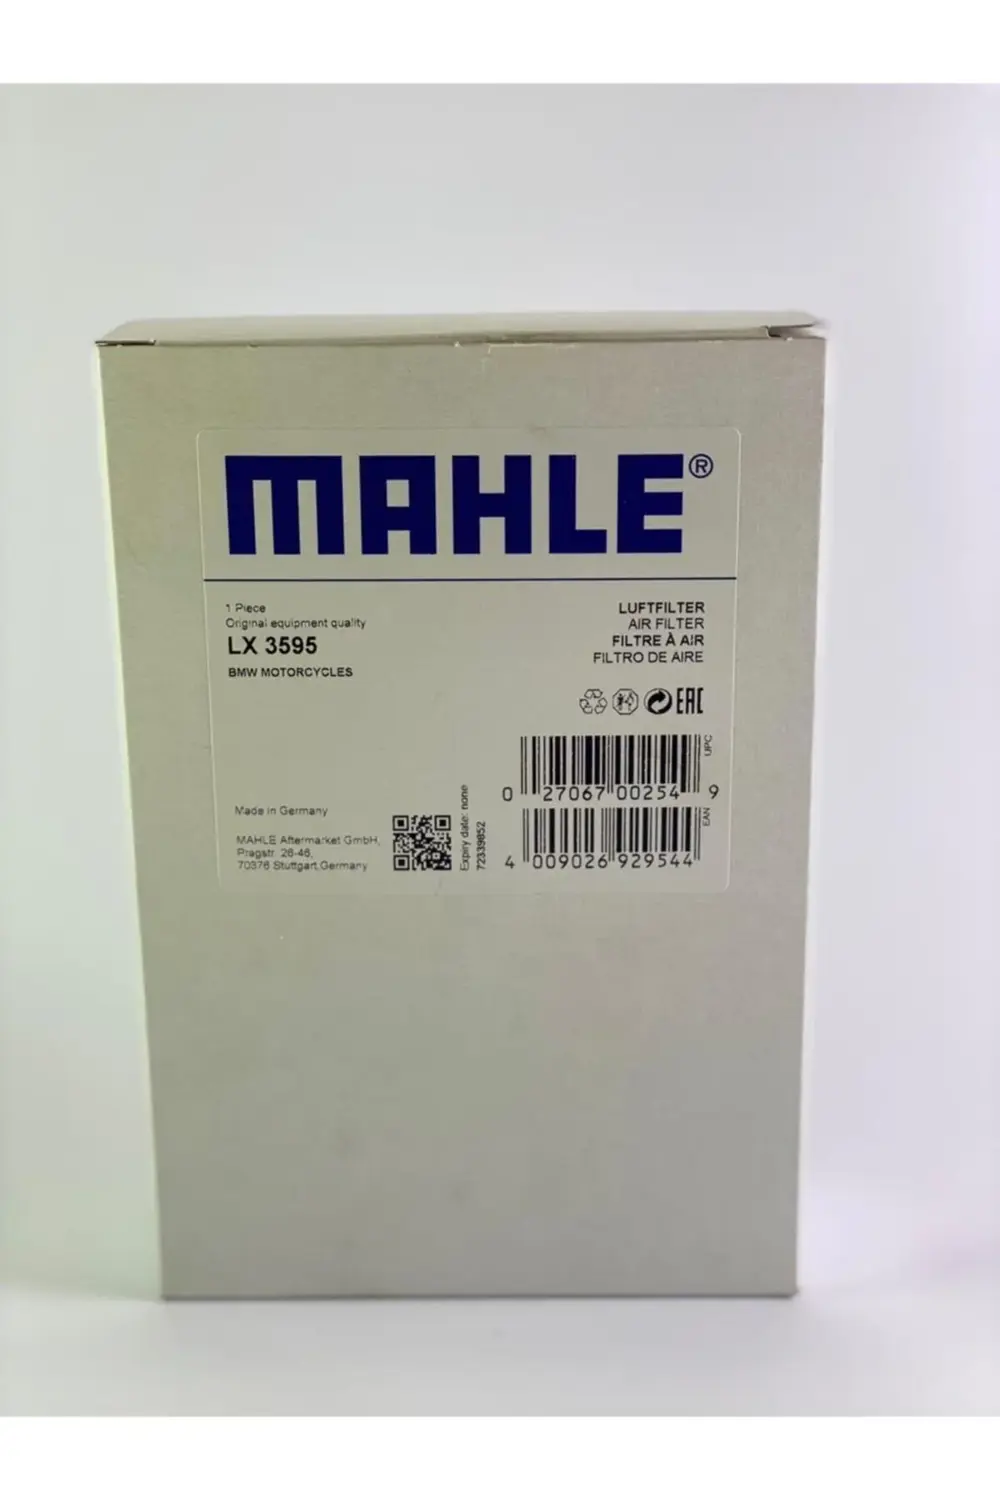 MAHLE®
1 Piece
Original equipment quality
LX 3595
BMW MOTORCYCLES
LUFTFILTER
AIR FILTER
FILTRE À AIR
FILTRO DE AIRE
EAC
UPC
0 27067 00254 9
EAN
4 009026 929544
Made in Germany
MAHLE Aftermarket GmbH,
Pragstr. 26-46,
70376 Stuttgart,Germany
Expiry date: none
72339852